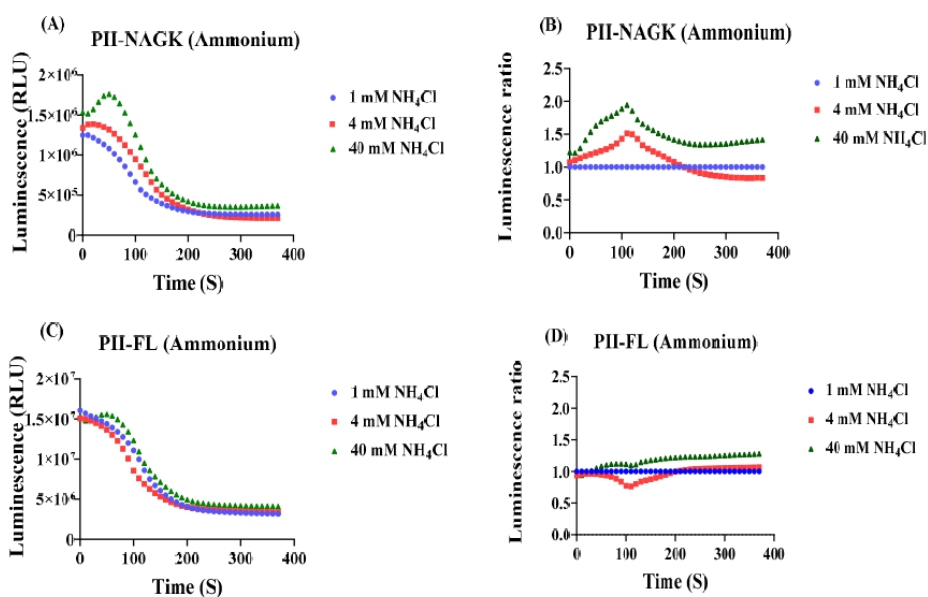 (A)
PII-NAGK (Ammonium)
Luminescence (RLU)
2×10⁶
1.5×10⁶
1×10⁶
5×10⁵
0
0 100 200 300 400
Time (S)
1 mM NH₄Cl
4 mM NH₄Cl
40 mM NH₄Cl
(B)
PII-NAGK (Ammonium)
Luminescence ratio
2.5
2.0
1.5
1.0
0.5
0.0
0 100 200 300 400
Time (S)
1 mM NH₄Cl
4 mM NH₄Cl
40 mM NH₄Cl
(C)
PII-FL (Ammonium)
Luminescence (RLU)
2×10⁷
1.5×10⁷
1×10⁷
5×10⁶
0
0 100 200 300 400
Time (S)
1 mM NH₄Cl
4 mM NH₄Cl
40 mM NH₄Cl
(D)
PII-FL (Ammonium)
Luminescence ratio
2.5
2.0
1.5
1.0
0.5
0.0
0 100 200 300 400
Time (S)
1 mM NH₄Cl
4 mM NH₄Cl
40 mM NH₄Cl